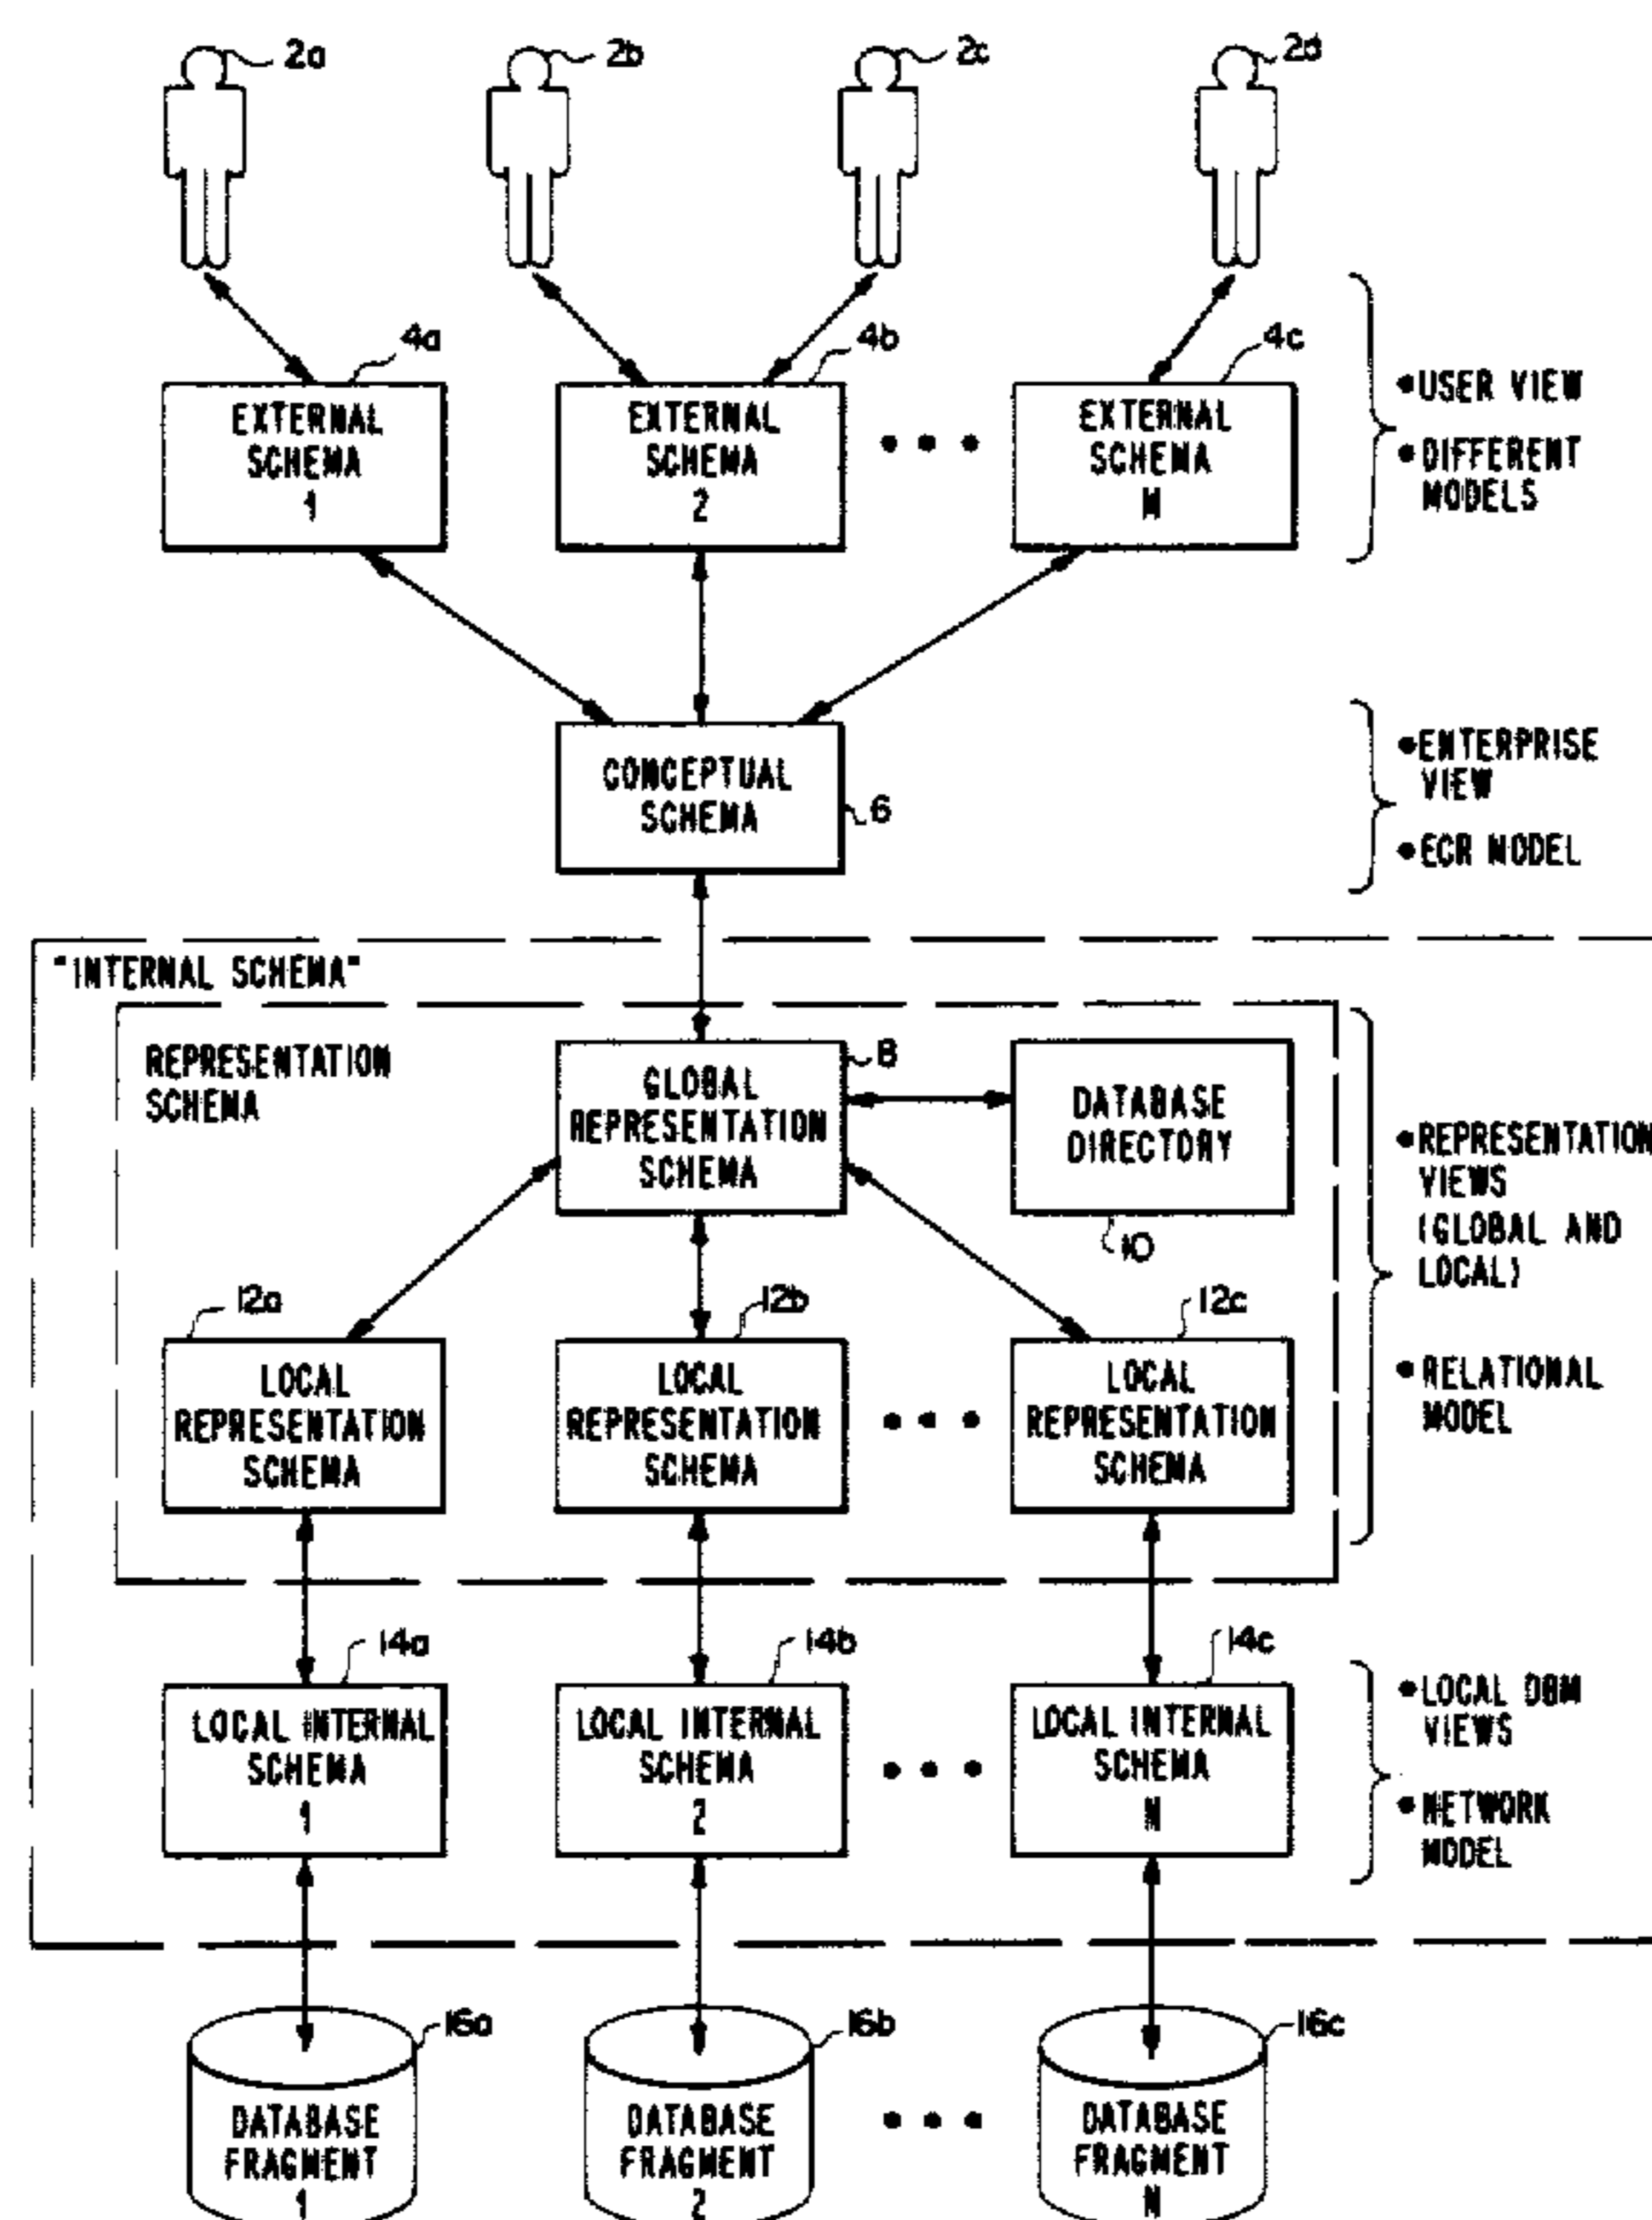 2a
2b
2c
2d
4a
4b
4c
EXTERNAL
SCHEMA
1
EXTERNAL
SCHEMA
2
EXTERNAL
SCHEMA
M
• USER VIEW
• DIFFERENT
MODELS
CONCEPTUAL
SCHEMA
6
• ENTERPRISE
VIEW
• ECR MODEL
"INTERNAL SCHEMA"
REPRESENTATION
SCHEMA
GLOBAL
REPRESENTATION
SCHEMA
8
DATABASE
DIRECTORY
10
• REPRESENTATION
VIEWS
(GLOBAL AND
LOCAL)
• RELATIONAL
MODEL
12a
12b
12c
LOCAL
REPRESENTATION
SCHEMA
LOCAL
REPRESENTATION
SCHEMA
LOCAL
REPRESENTATION
SCHEMA
14a
14b
14c
LOCAL INTERNAL
SCHEMA
1
LOCAL INTERNAL
SCHEMA
2
LOCAL INTERNAL
SCHEMA
N
• LOCAL DBM
VIEWS
• NETWORK
MODEL
16a
16b
16c
DATABASE
FRAGMENT
1
DATABASE
FRAGMENT
2
DATABASE
FRAGMENT
N